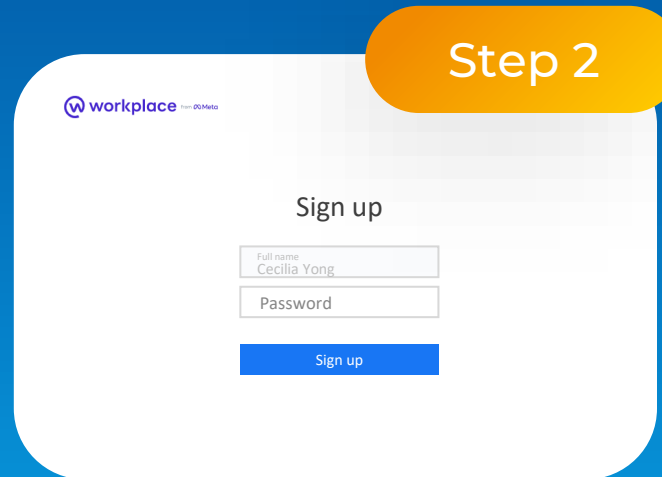 Step 2
workplace from Meta
Sign up
Full name
Cecilia Yong
Password
Sign up